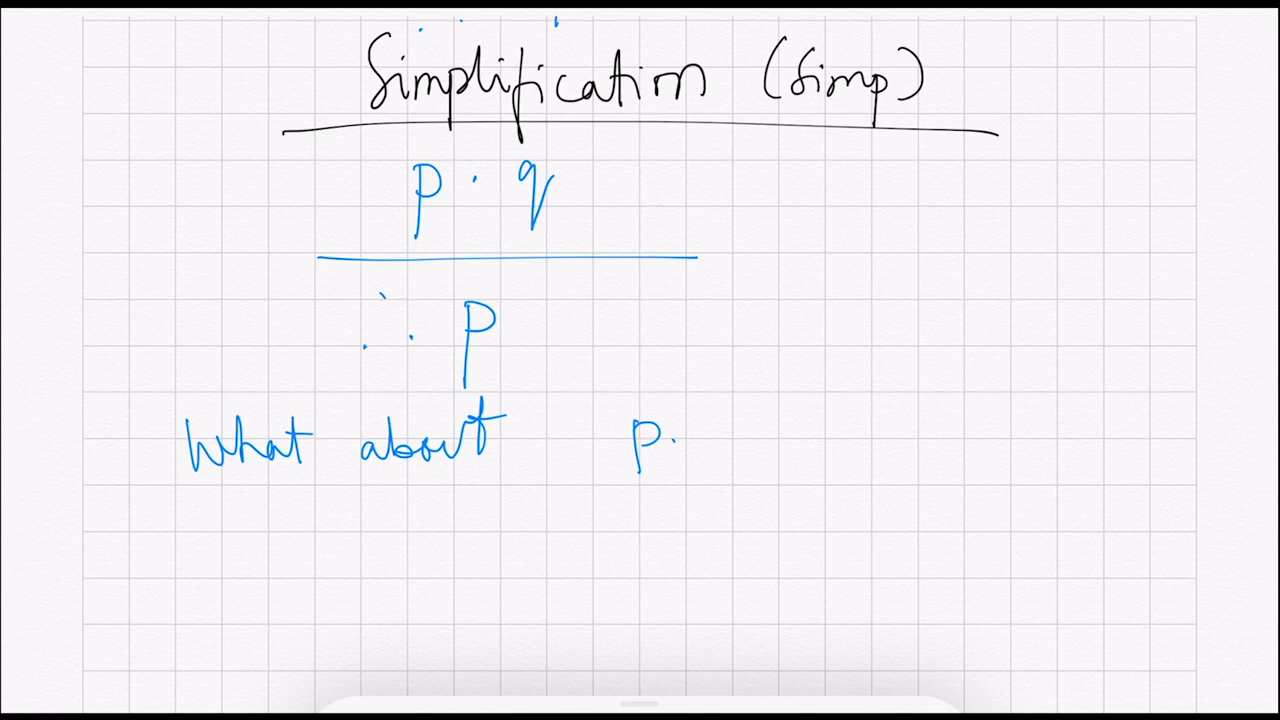 Simplification (Simp)
p · q
∴ p
What about p ·